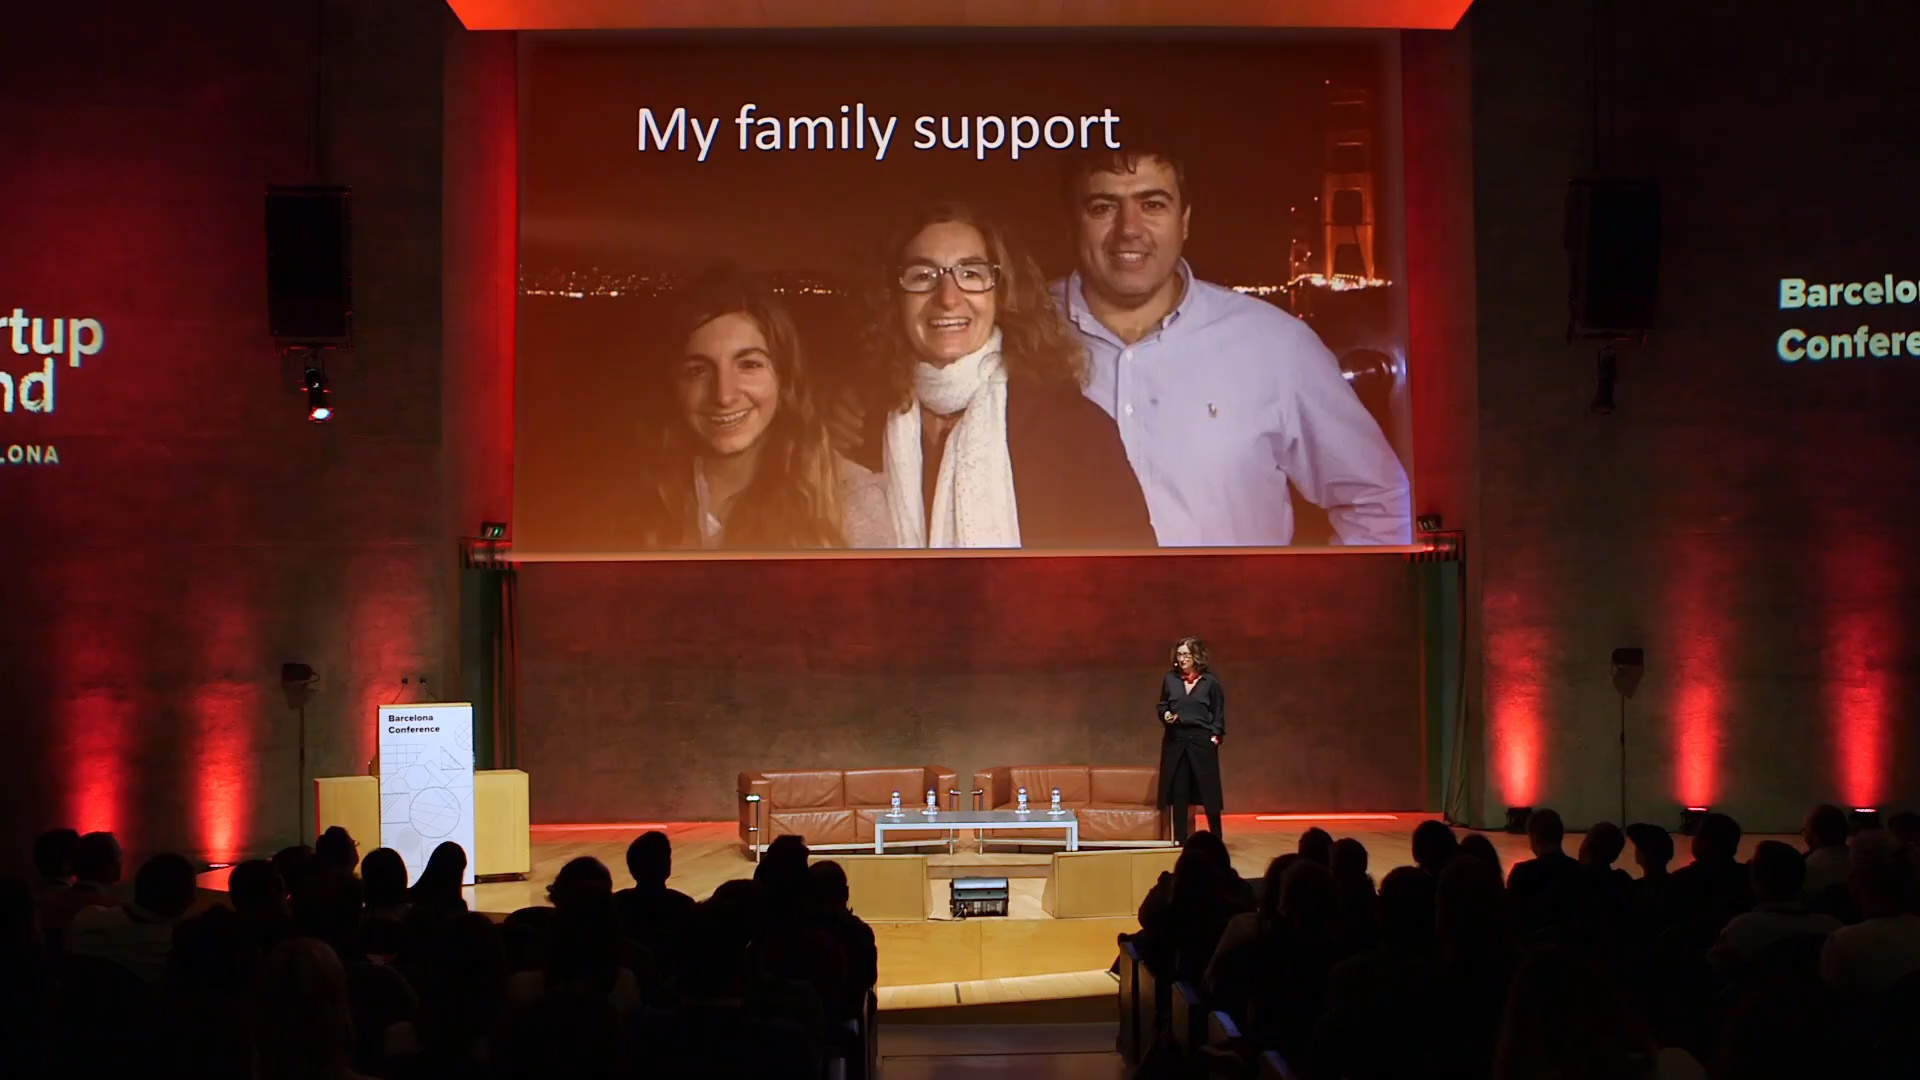 My family support
rtup
nd
LONA
Barcelo
Confere
Barcelona
Conference